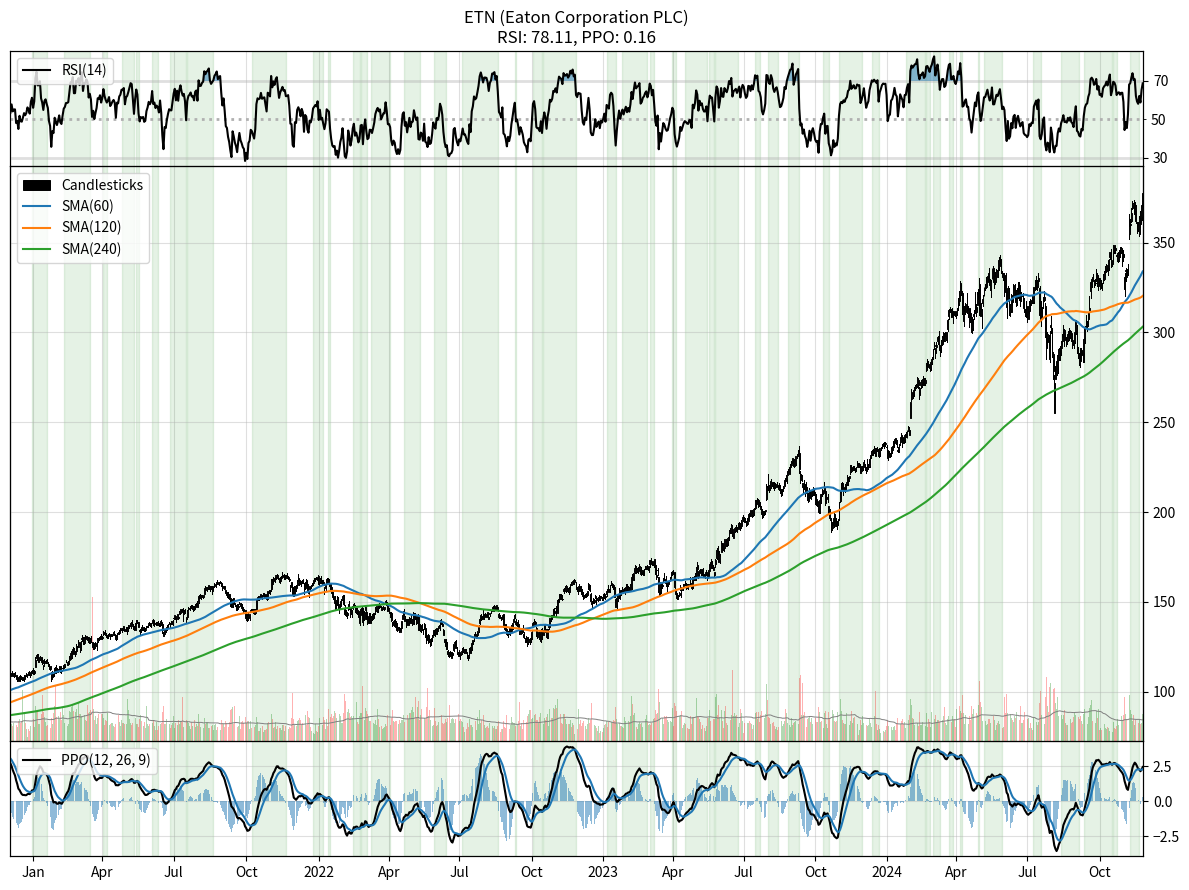 ETN (Eaton Corporation PLC)
RSI: 78.11, PPO: 0.16
RSI(14)
70
50
30
Candlesticks
SMA(60)
SMA(120)
SMA(240)
350
300
250
200
150
100
PPO(12, 26, 9)
2.5
0.0
−2.5
Jan Apr Jul Oct 2022 Apr Jul Oct 2023 Apr Jul Oct 2024 Apr Jul Oct